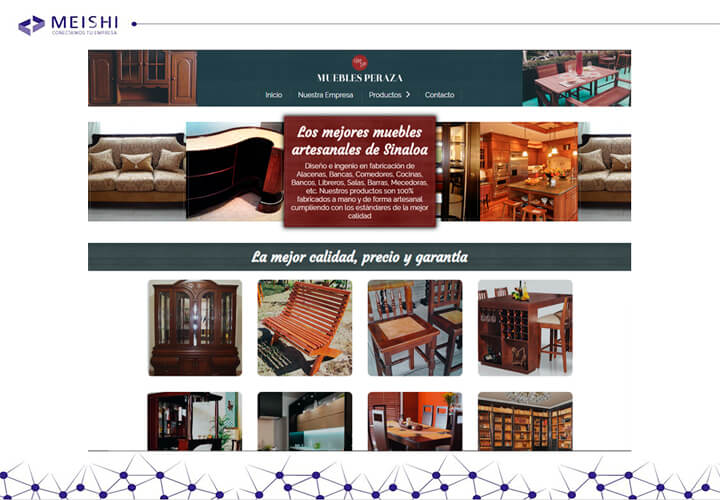 MEISHI
CONECTEMOS TU EMPRESA
MUEBLES PERAZA
Inicio Nuestra Empresa Productos Contacto
Los mejores muebles
artesanales de Sinaloa
Diseño e ingenio en fabricación de
Alacenas, Bancas, Comedores, Cocinas,
Bancos, Libreros, Salas, Barras, Mecedoras,
etc. Nuestros productos son 100%
fabricados a mano y de forma artesanal
cumpliendo con los estándares de la mejor
calidad
La mejor calidad, precio y garantía